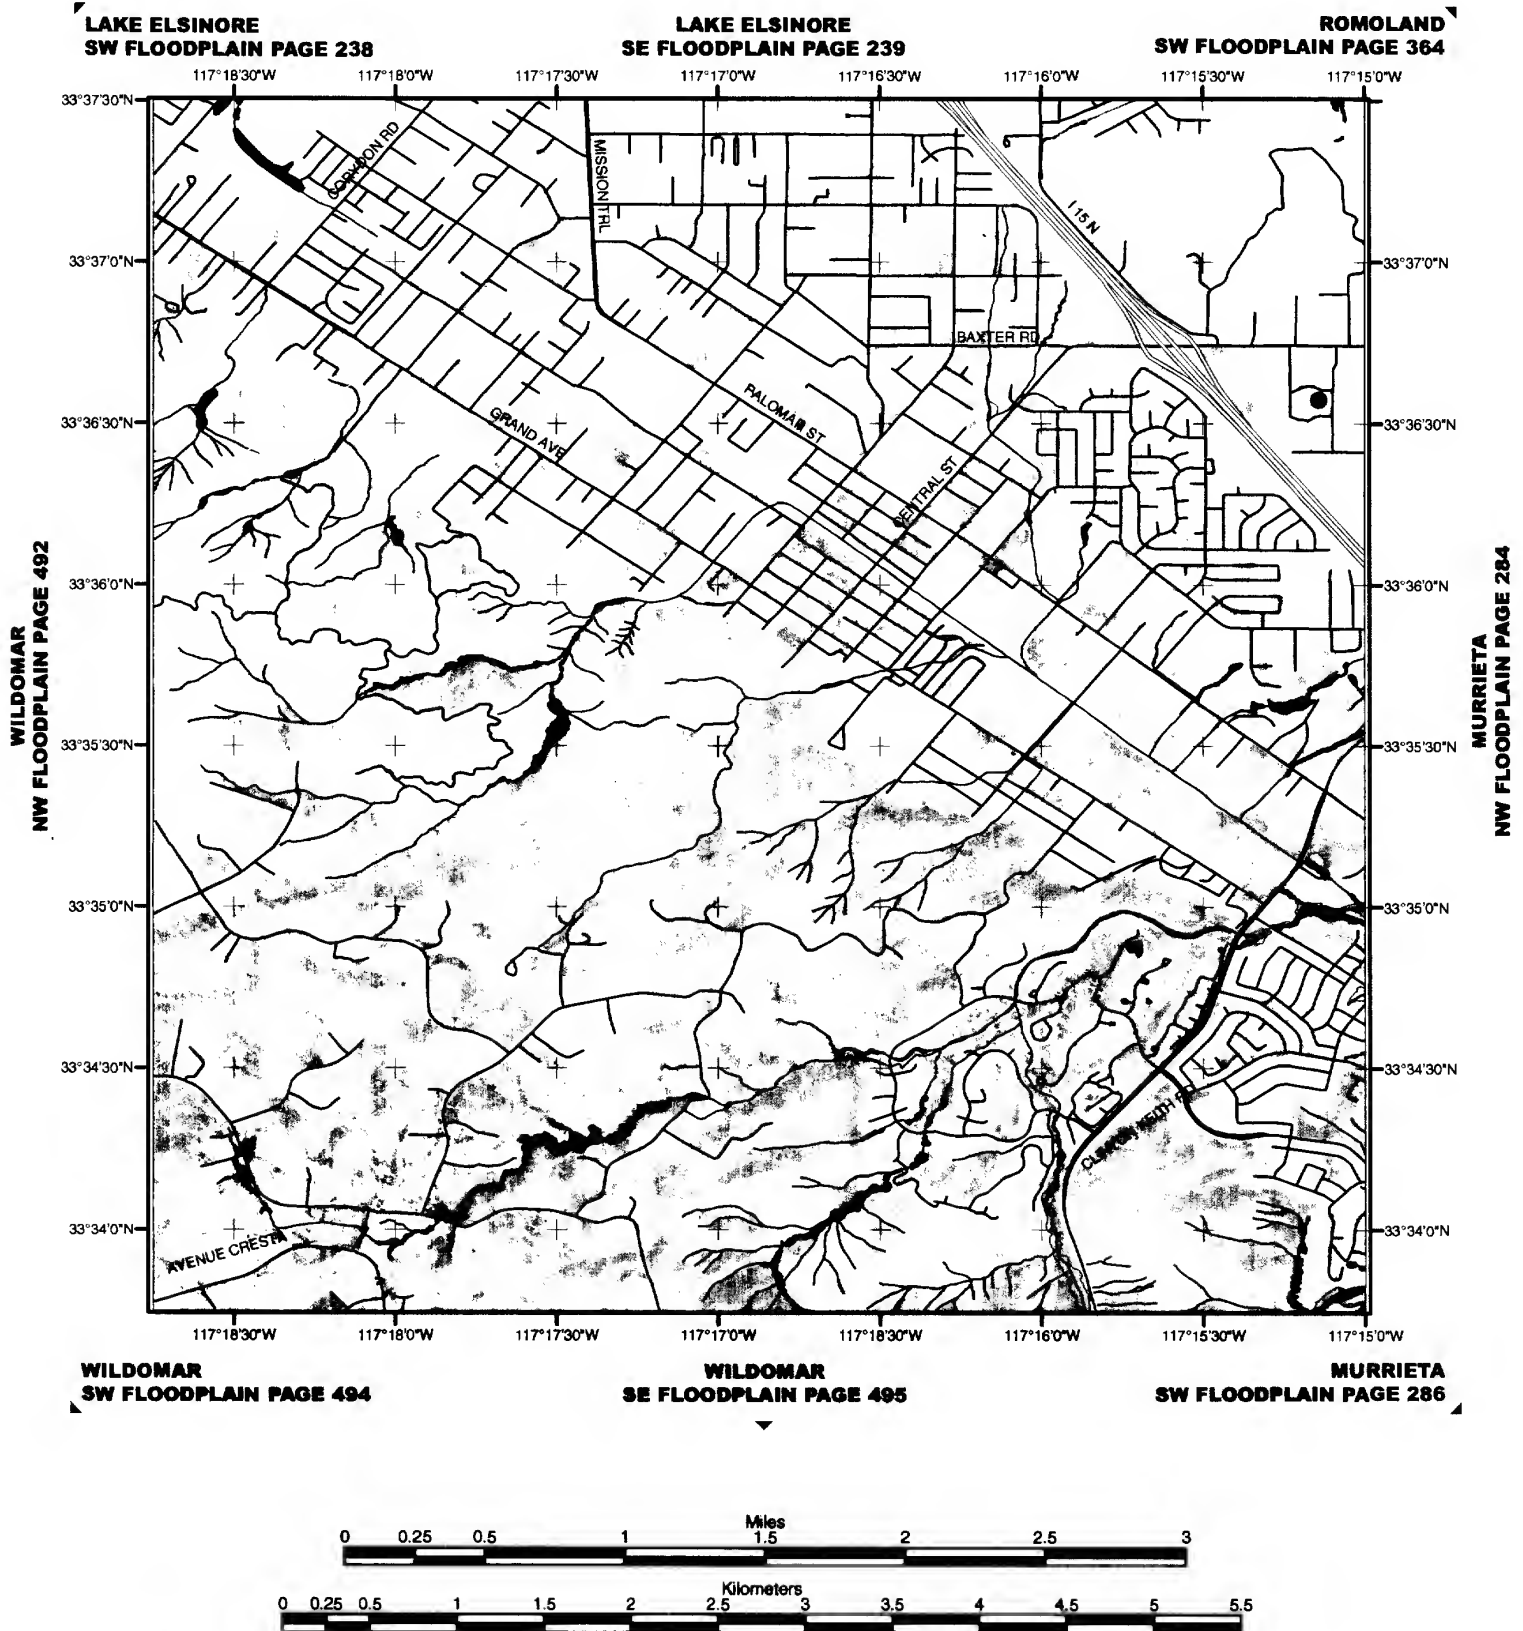 LAKE ELSINORE
SW FLOODPLAIN PAGE 238
LAKE ELSINORE
SE FLOODPLAIN PAGE 239
ROMOLAND
SW FLOODPLAIN PAGE 364
117°18'30"W 117°18'0"W 117°17'30"W 117°17'0"W 117°16'30"W 117°16'0"W 117°15'30"W 117°15'0"W
33°37'30"N
CORYDON RD
MISSION TRL
I 15 N
33°37'0"N 33°37'0"N
BAXTER RD
PALOMAR ST
GRAND AVE
33°36'30"N 33°36'30"N
CENTRAL ST
WILDOMAR
NW FLOODPLAIN PAGE 492
MURRIETA
NW FLOODPLAIN PAGE 284
33°36'0"N 33°36'0"N
33°35'30"N 33°35'30"N
33°35'0"N 33°35'0"N
33°34'30"N 33°34'30"N
CLINTON KEITH RD
33°34'0"N 33°34'0"N
AVENUE CRESTA
117°18'30"W 117°18'0"W 117°17'30"W 117°17'0"W 117°18'30"W 117°16'0"W 117°15'30"W 117°15'0"W
WILDOMAR
SW FLOODPLAIN PAGE 494
WILDOMAR
SE FLOODPLAIN PAGE 495
MURRIETA
SW FLOODPLAIN PAGE 286
Miles
0 0.25 0.5 1 1.5 2 2.5 3
Kilometers
0 0.25 0.5 1 1.5 2 2.5 3 3.5 4 4.5 5 5.5